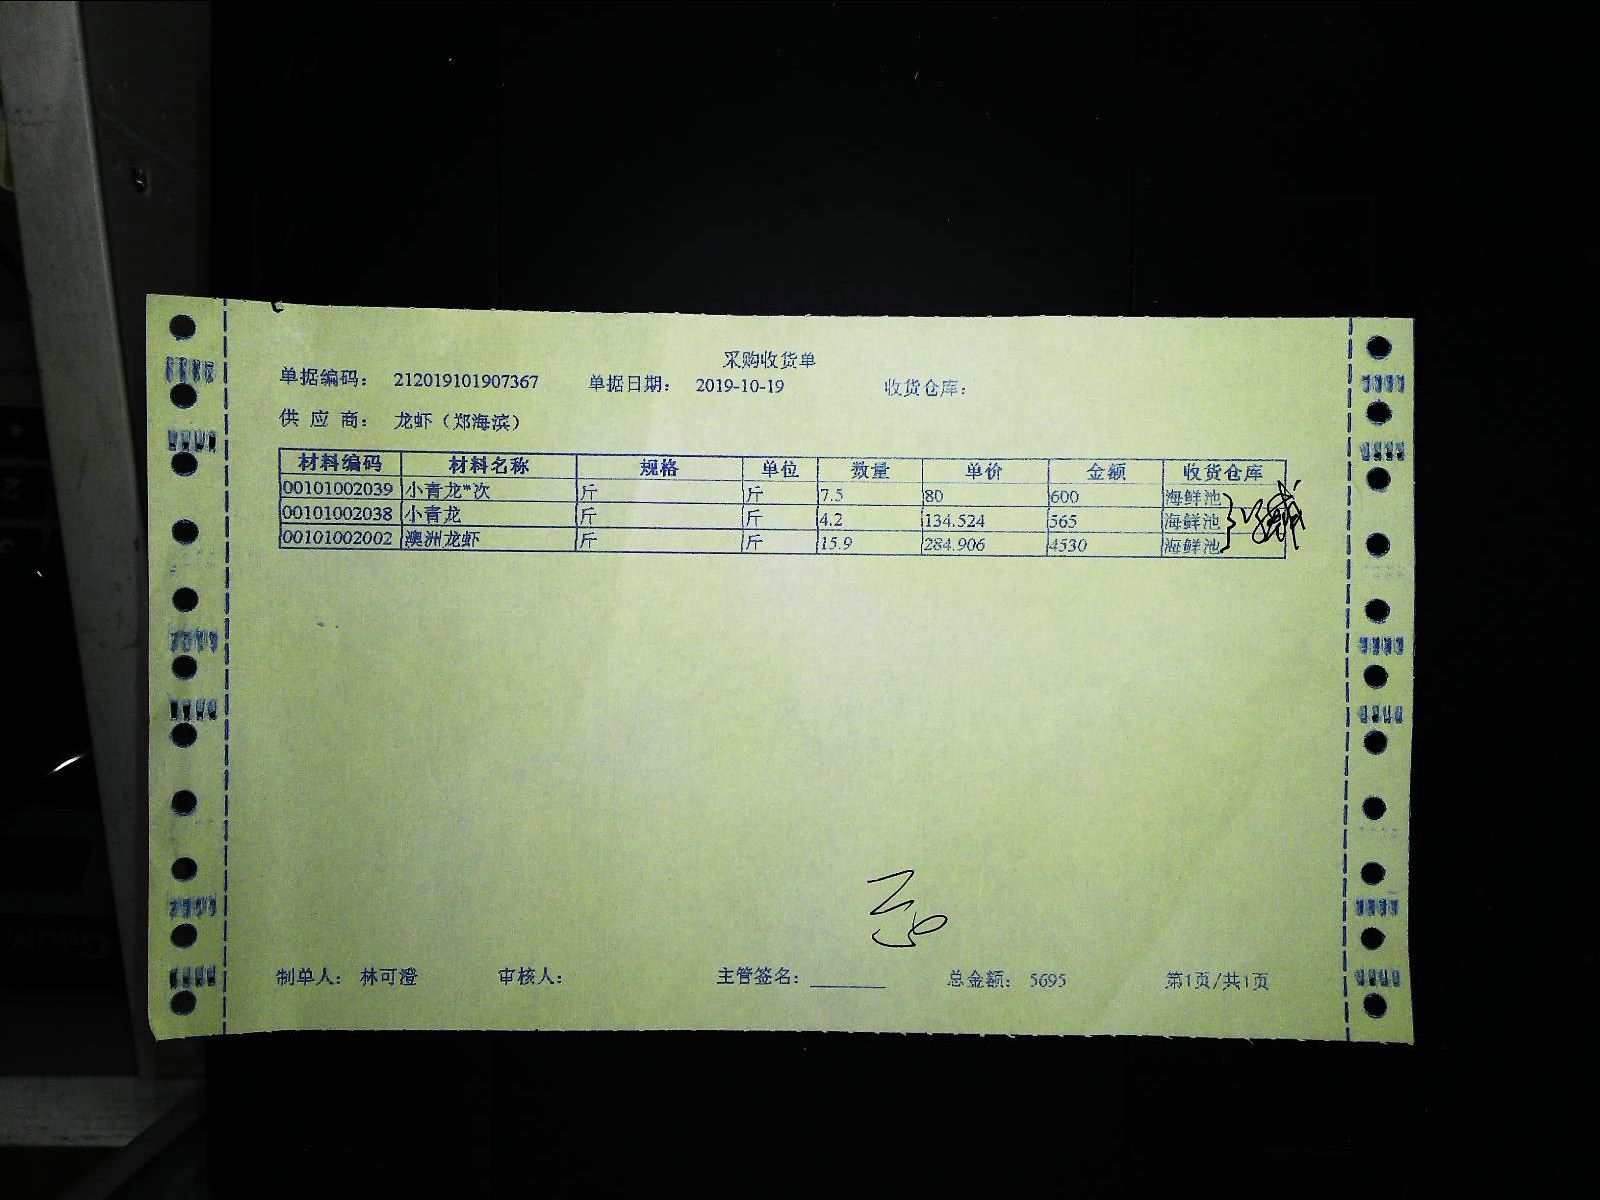 采购收货单
单据编码： 212019101907367 单据日期： 2019-10-19 收货仓库：
供 应 商： 龙虾（郑海滨）
材料编码 材料名称 规格 单位 数量 单价 金额 收货仓库
00101002039 小青龙*次 斤 斤 7.5 80 600 海鲜池
00101002038 小青龙 斤 斤 4.2 134.524 565 海鲜池
00101002002 澳洲龙虾 斤 斤 15.9 284.906 4530 海鲜池
制单人： 林可澄 审核人： 主管签名：________ 总金额： 5695 第1页/共1页